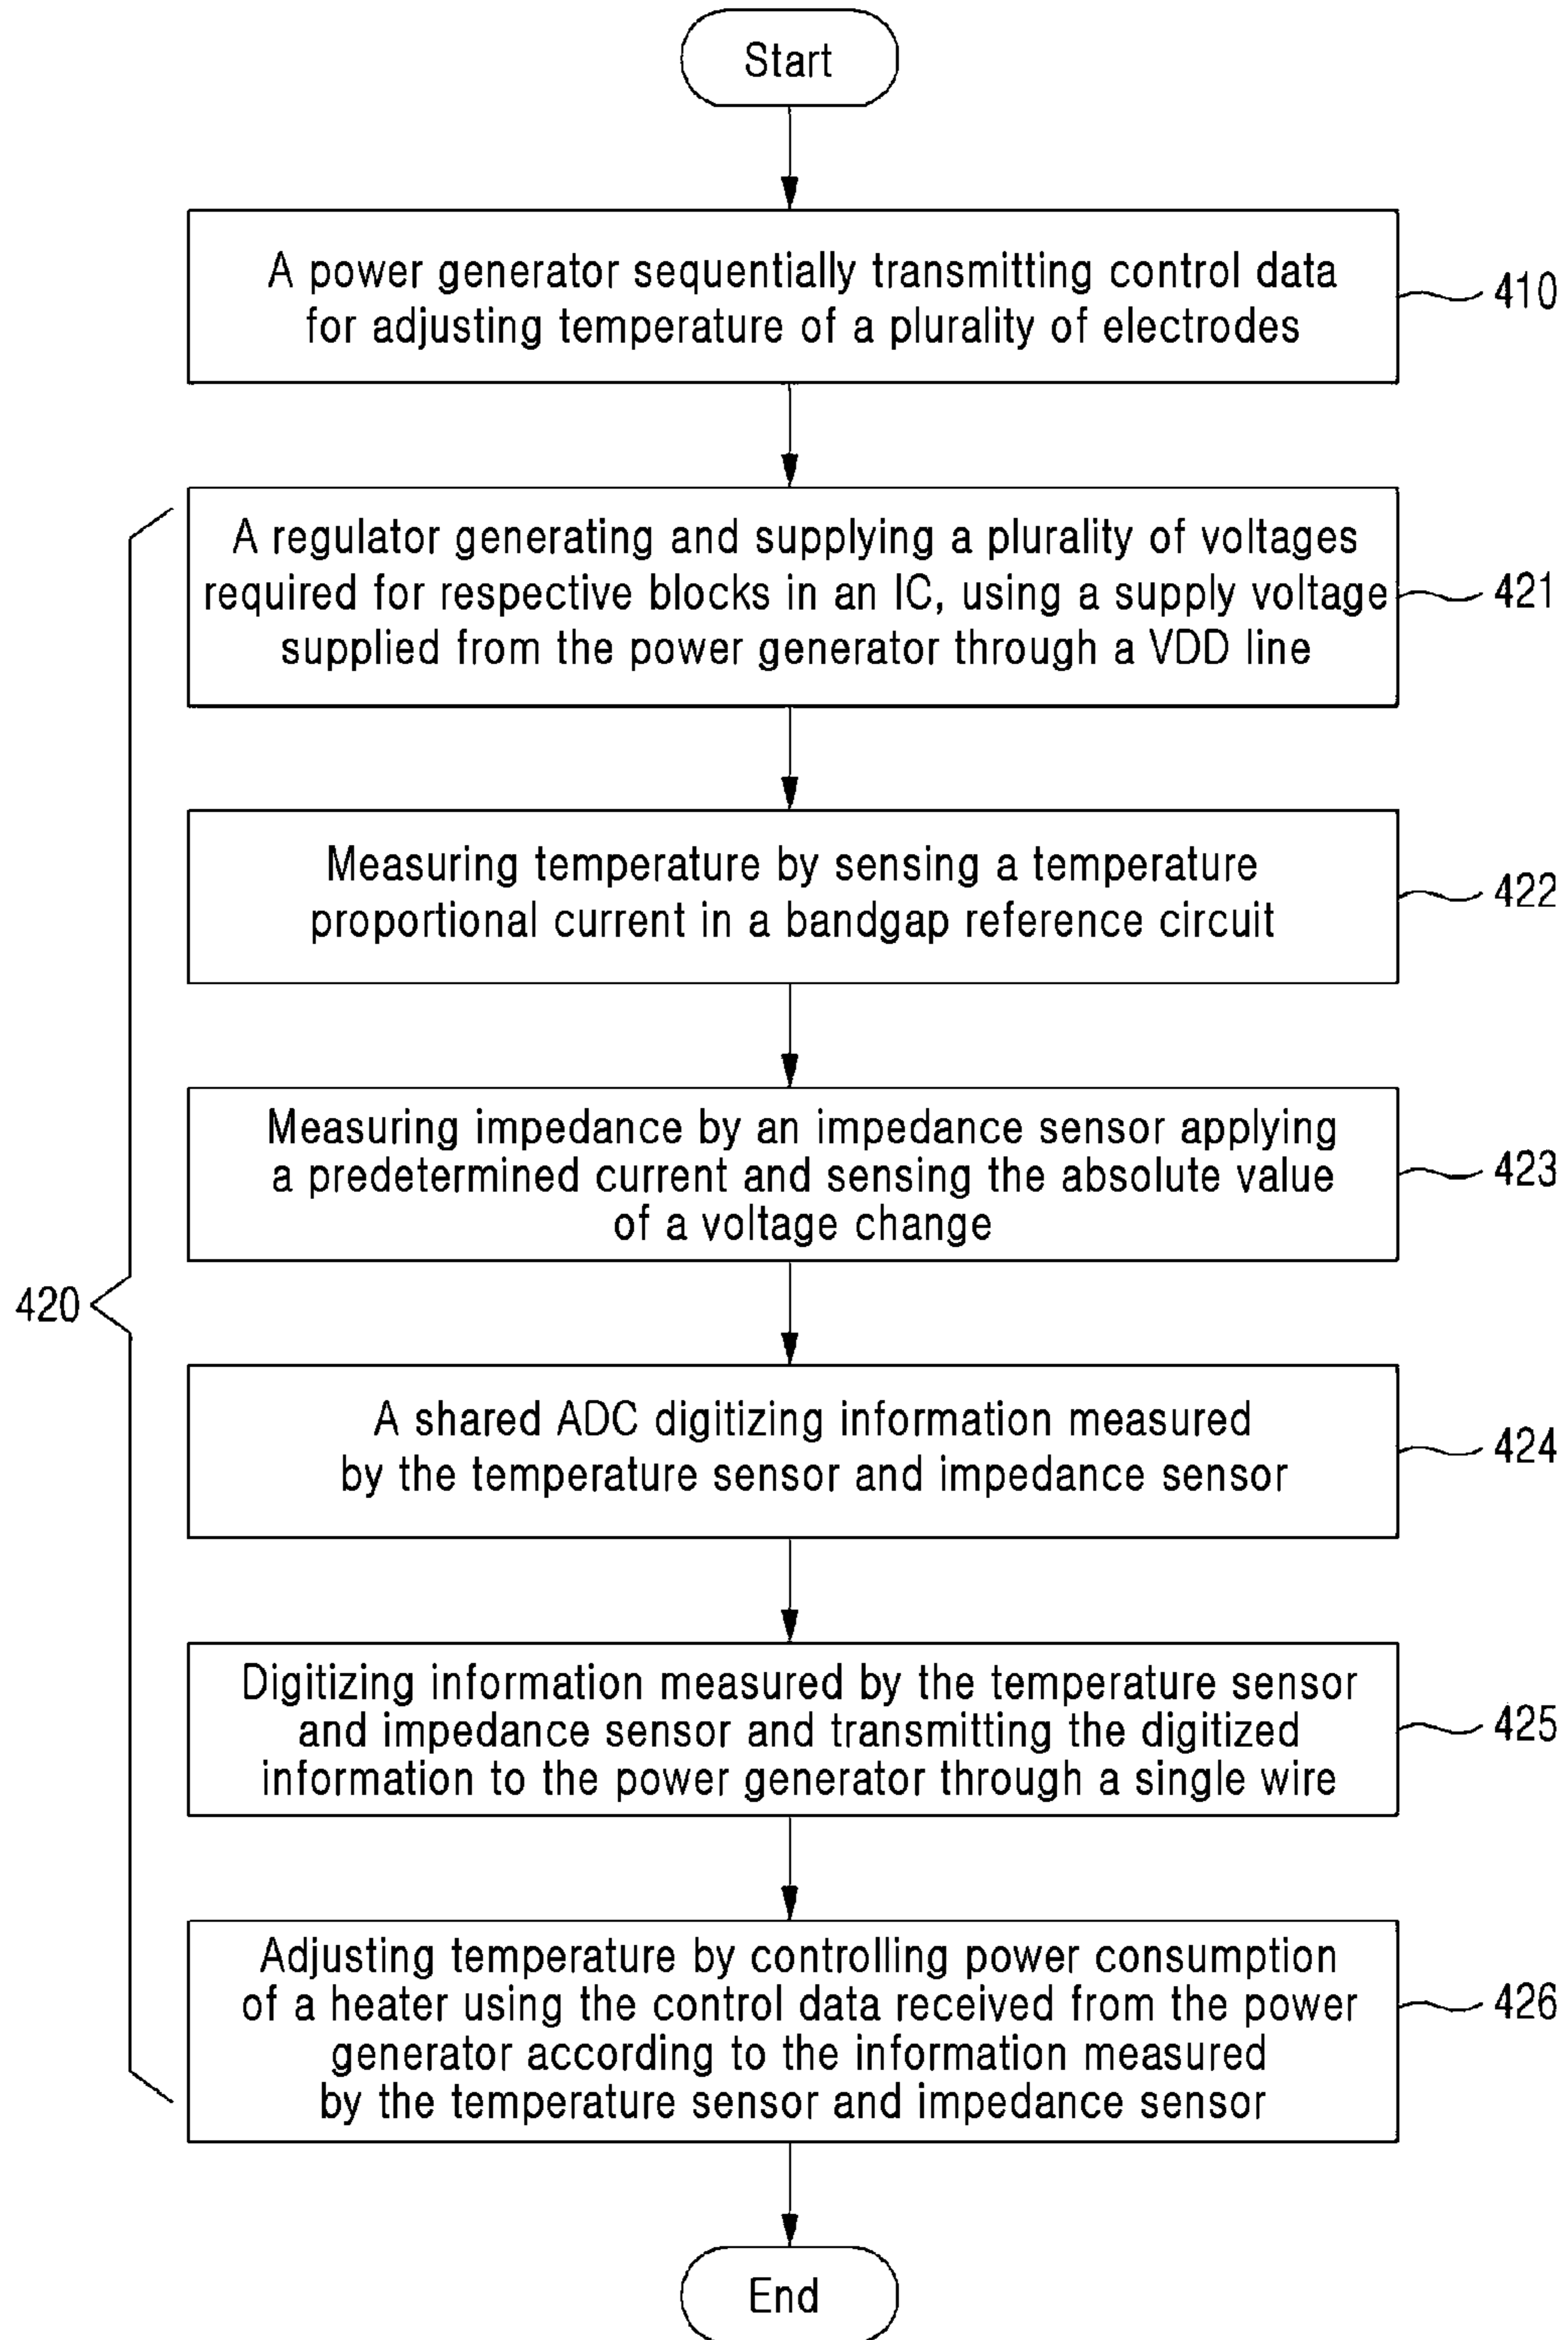 Start
A power generator sequentially transmitting control data
for adjusting temperature of a plurality of electrodes
410
A regulator generating and supplying a plurality of voltages
required for respective blocks in an IC, using a supply voltage
supplied from the power generator through a VDD line
421
Measuring temperature by sensing a temperature
proportional current in a bandgap reference circuit
422
Measuring impedance by an impedance sensor applying
a predetermined current and sensing the absolute value
of a voltage change
423
420
A shared ADC digitizing information measured
by the temperature sensor and impedance sensor
424
Digitizing information measured by the temperature sensor
and impedance sensor and transmitting the digitized
information to the power generator through a single wire
425
Adjusting temperature by controlling power consumption
of a heater using the control data received from the power
generator according to the information measured
by the temperature sensor and impedance sensor
426
End